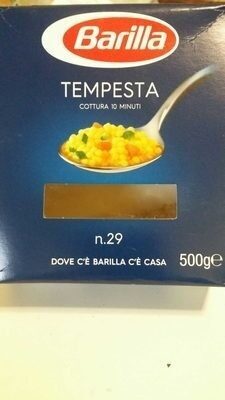 Barilla
TEMPESTA
COTTURA 10 MINUTI
n.29
DOVE C'È BARILLA C'È CASA
500g℮